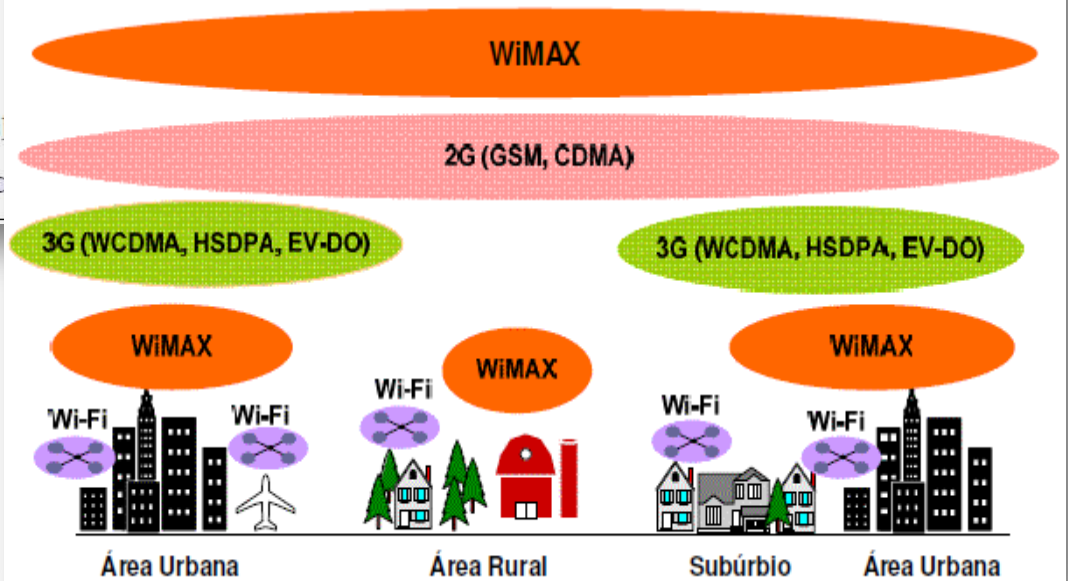 WiMAX
2G (GSM, CDMA)
3G (WCDMA, HSDPA, EV-DO)
3G (WCDMA, HSDPA, EV-DO)
WiMAX
WiMAX
WiMAX
Wi-Fi
Wi-Fi
Wi-Fi
Wi-Fi
Wi-Fi
Área Urbana
Área Rural
Subúrbio
Área Urbana